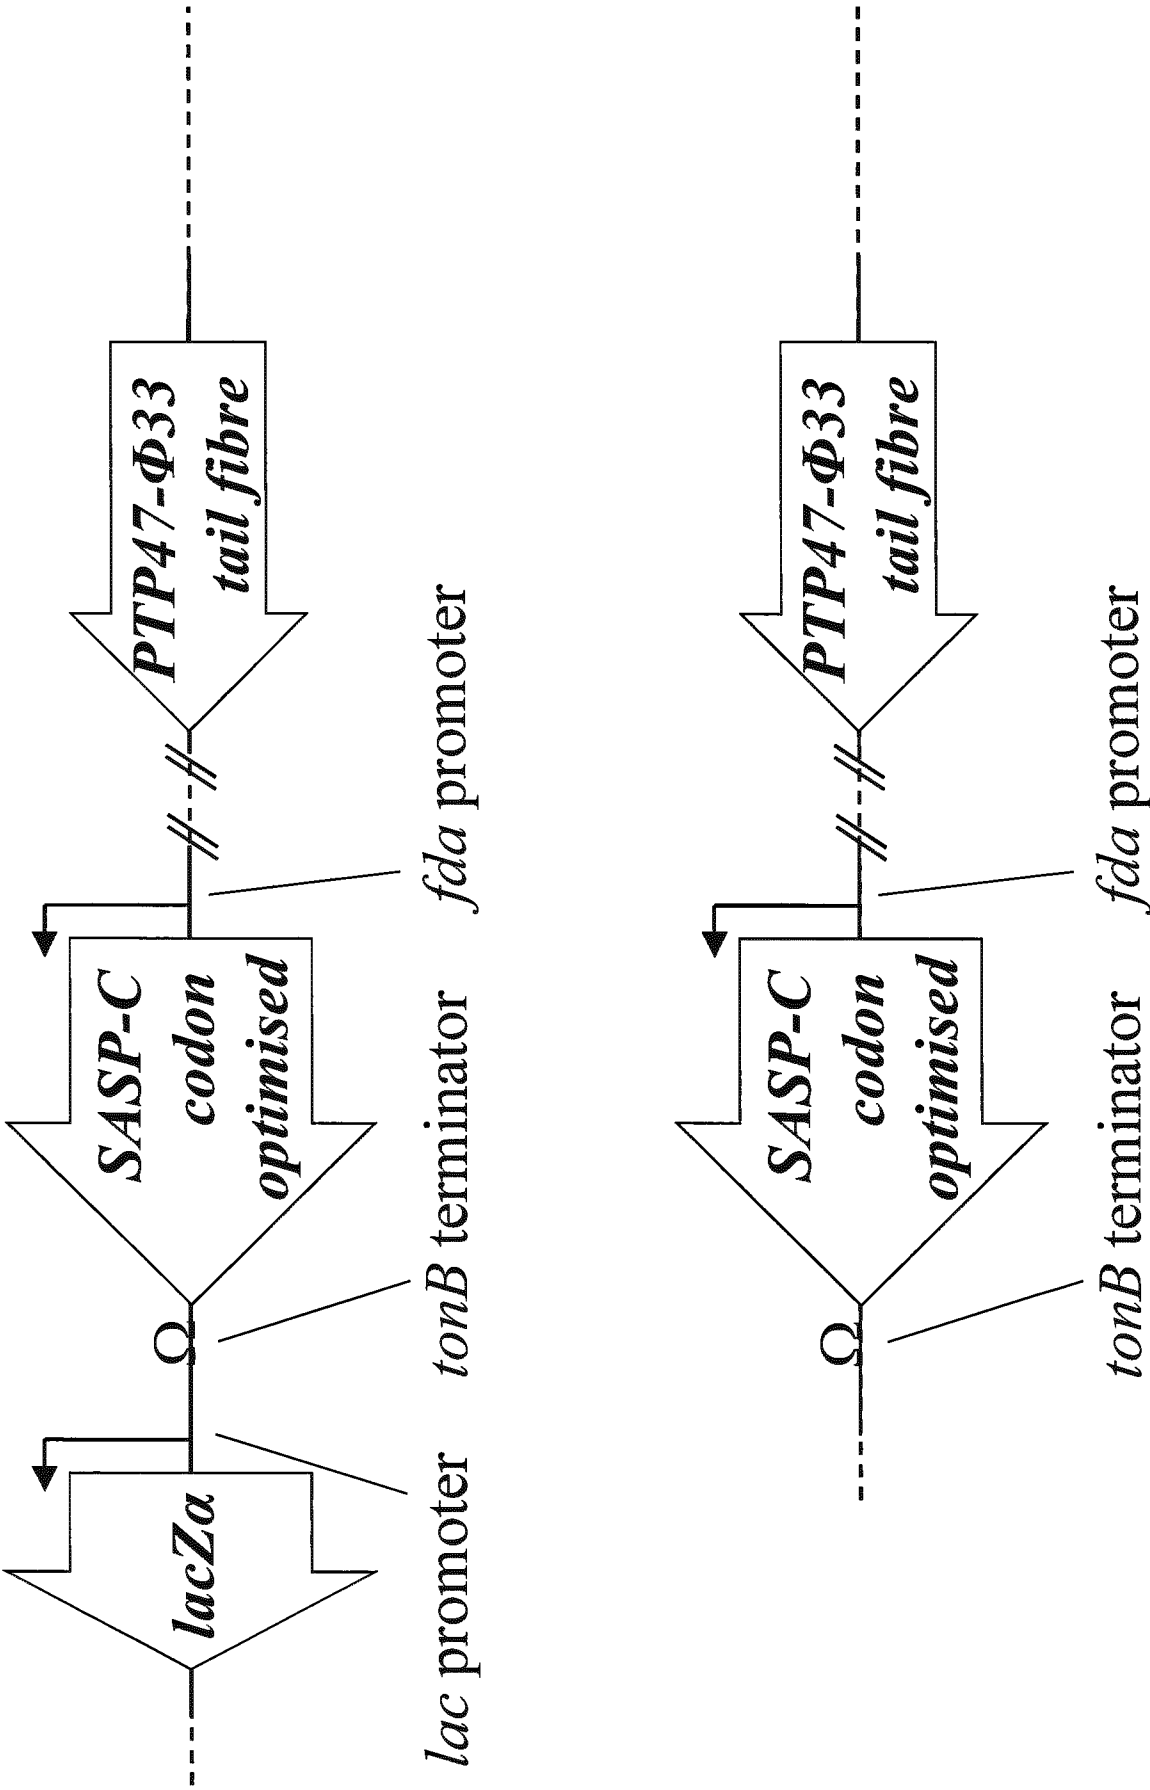 lacZα
SASP-C
codon
optimised
PTP47-Φ33
tail fibre
Ω
lac promoter
tonB terminator
fda promoter
SASP-C
codon
optimised
PTP47-Φ33
tail fibre
Ω
tonB terminator
fda promoter